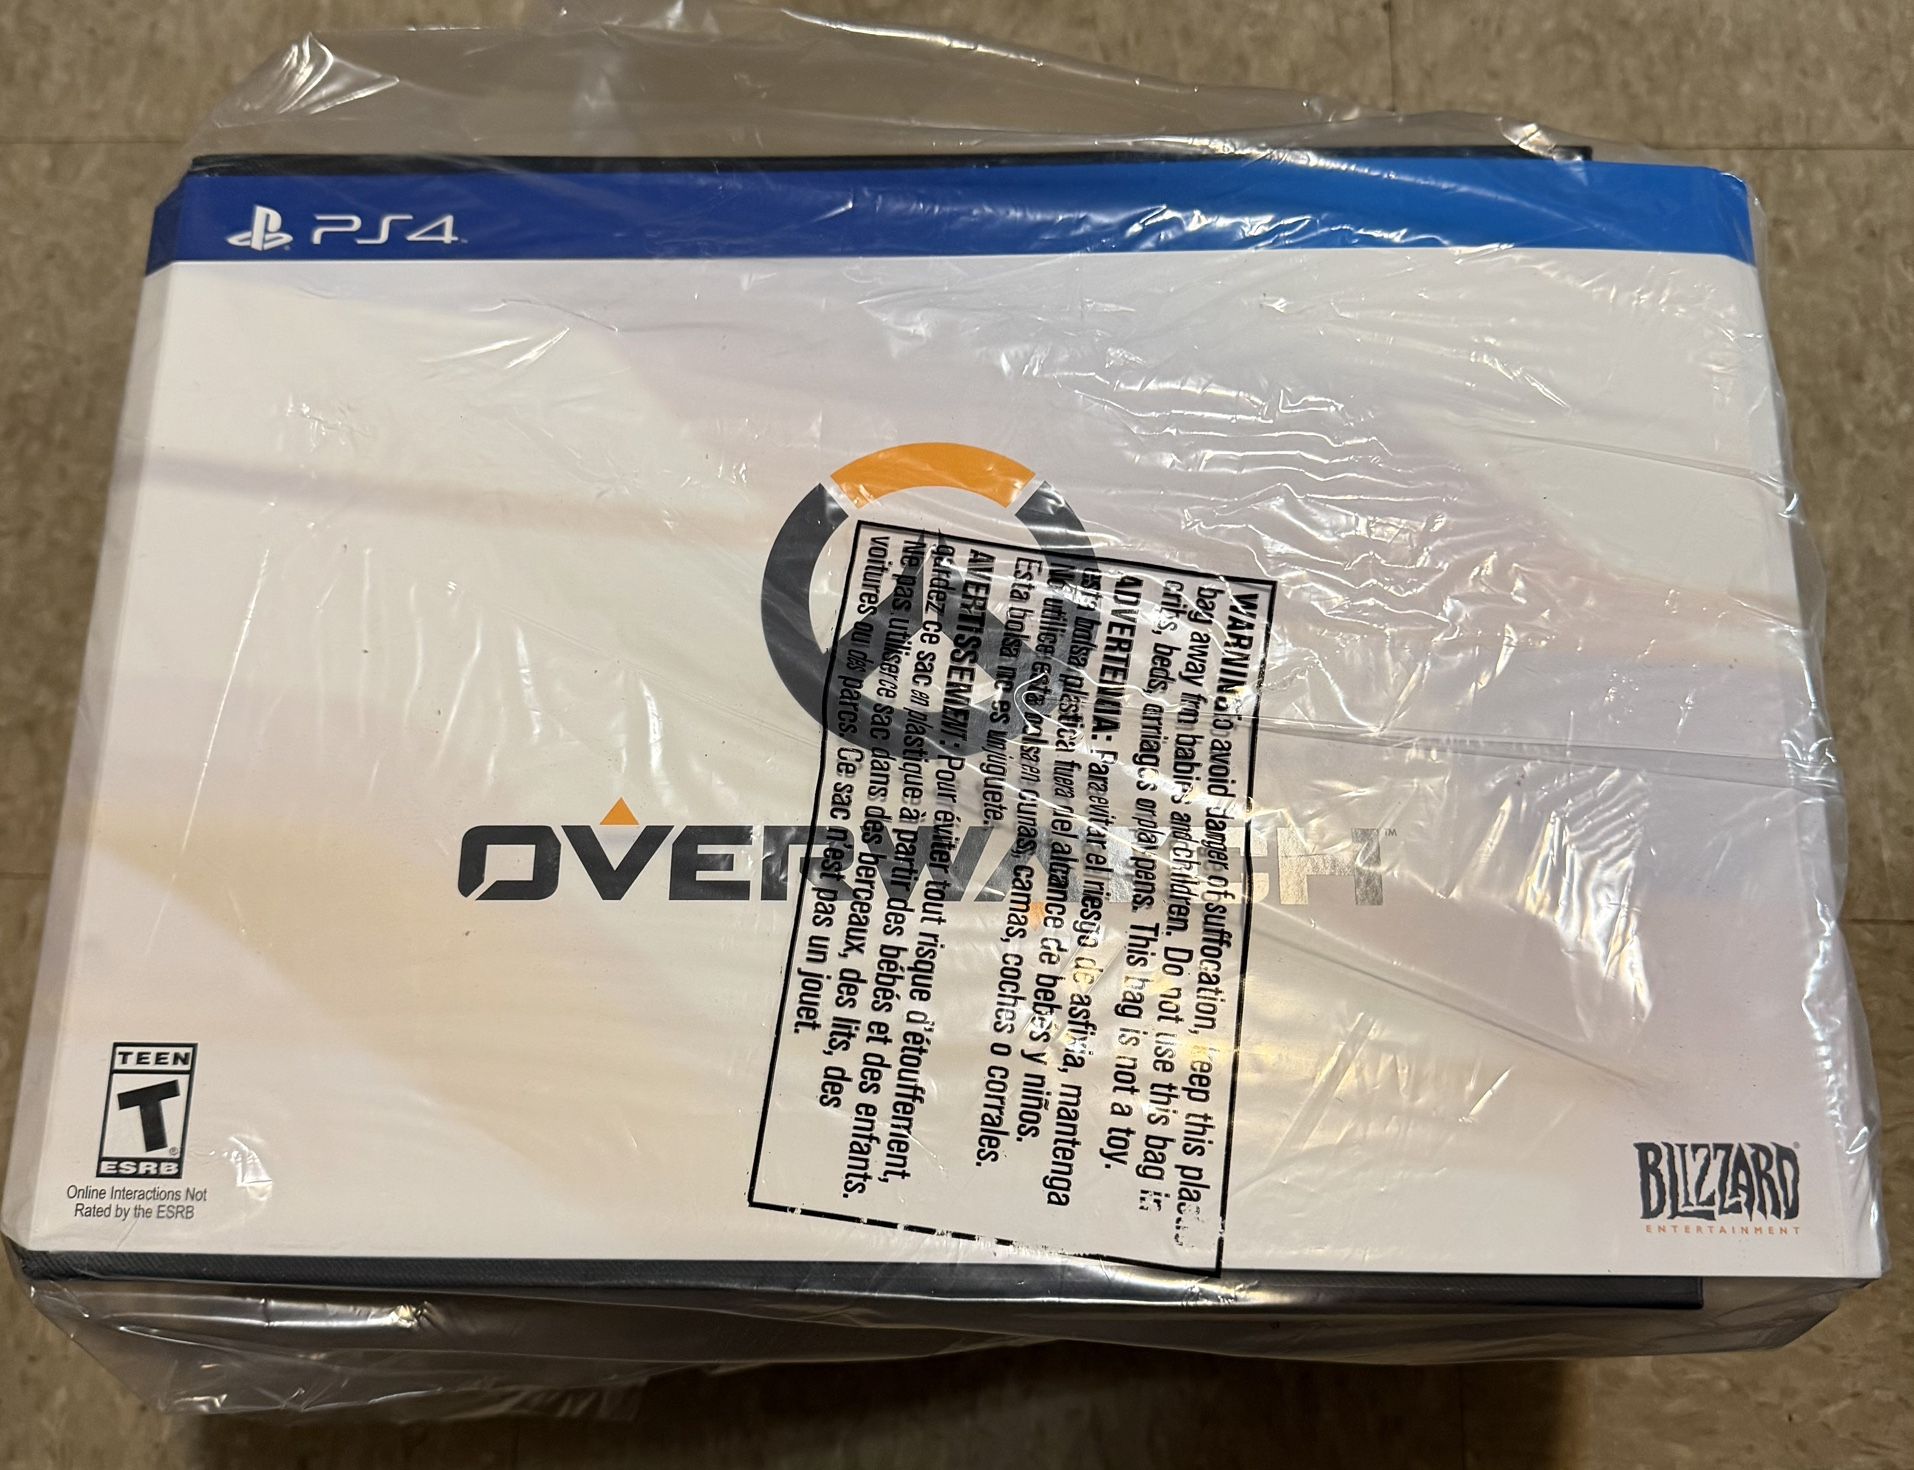 PS4
OVERWATCH™
WARNING: To avoid danger of suffocation, keep this plastic
bag away from babies and children. Do not use this bag in
cribs, beds, carriages or play pens. This bag is not a toy.
ADVERTENCIA: Para evitar el riesgo de asfixia, mantenga
esta bolsa plástica fuera del alcance de bebés y niños.
No utilice esta bolsa en cunas, camas, coches o corrales.
Esta bolsa no es un juguete.
AVERTISSEMENT: Pour éviter tout risque d'étouffement,
gardez ce sac en plastique à partir des bébés et des enfants.
Ne pas utiliser ce sac dans des berceaux, des lits, des
voitures ou des parcs. Ce sac n'est pas un jouet.
TEEN
T
ESRB
Online Interactions Not
Rated by the ESRB
BLIZZARD
ENTERTAINMENT